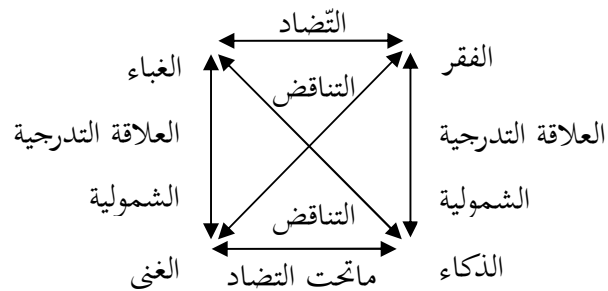 التّضاد
الفقر
الغباء
التناقض
العلاقة التدرجية
العلاقة التدرجية
الشمولية
الشمولية
التناقض
الذكاء
ماتحت التضاد
الغنى